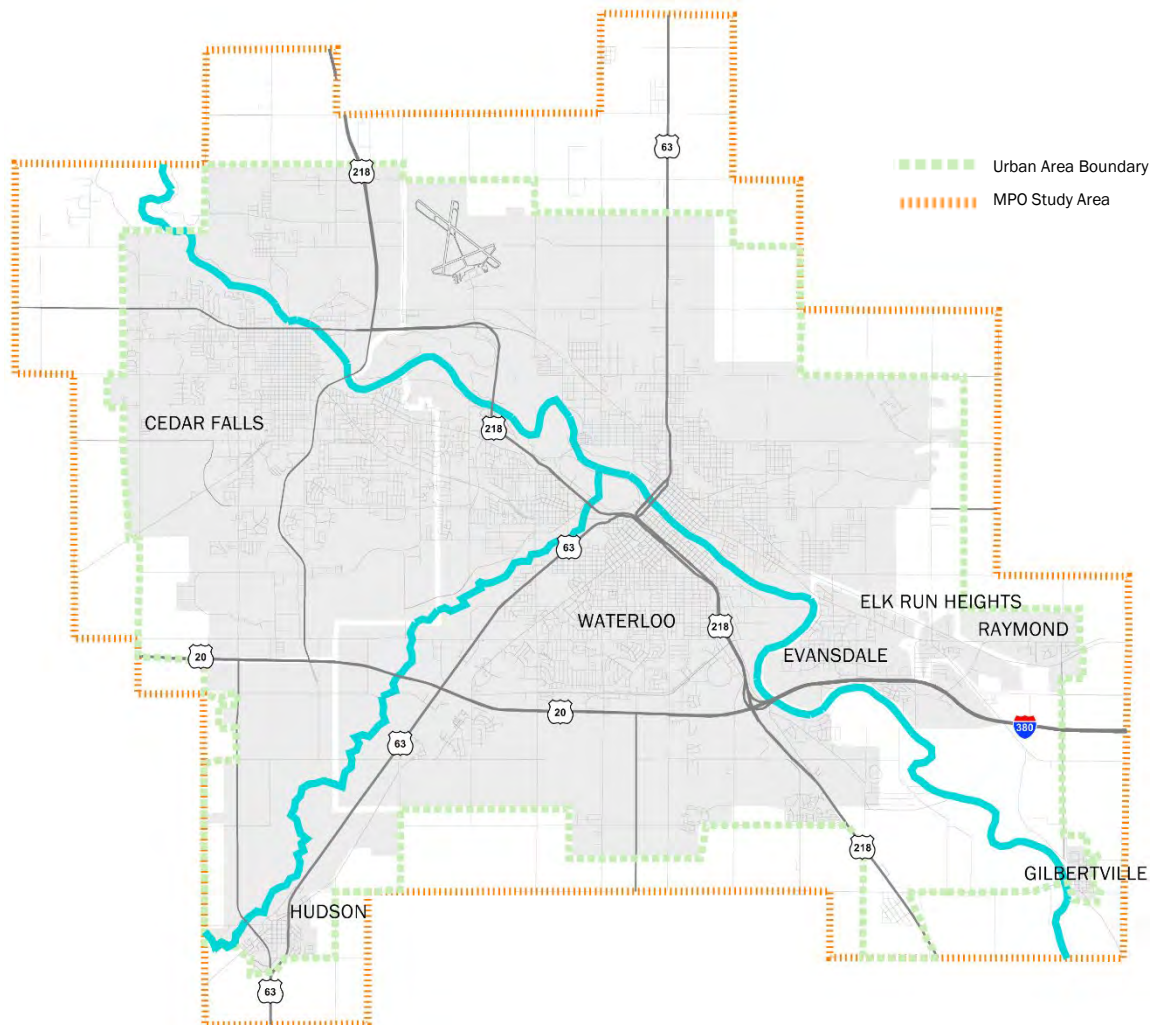 63
218
Urban Area Boundary
MPO Study Area
CEDAR FALLS
218
63
ELK RUN HEIGHTS
WATERLOO
218
RAYMOND
EVANSDALE
20
20
380
63
218
GILBERTVILLE
HUDSON
63